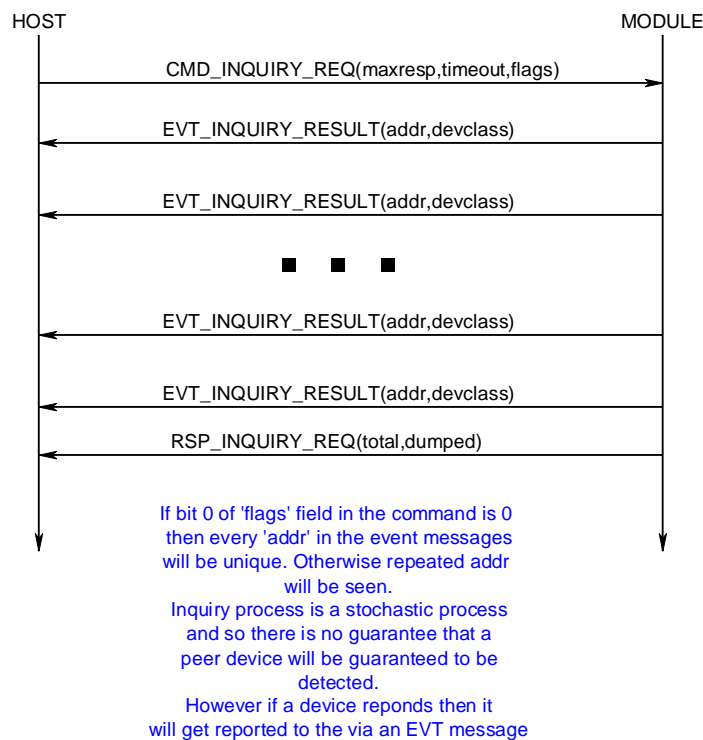 HOST MODULE
CMD_INQUIRY_REQ(maxresp,timeout,flags)
EVT_INQUIRY_RESULT(addr,devclass)
EVT_INQUIRY_RESULT(addr,devclass)
EVT_INQUIRY_RESULT(addr,devclass)
EVT_INQUIRY_RESULT(addr,devclass)
RSP_INQUIRY_REQ(total,dumped)
If bit 0 of 'flags' field in the command is 0
then every 'addr' in the event messages
will be unique. Otherwise repeated addr
will be seen.
Inquiry process is a stochastic process
and so there is no guarantee that a
peer device will be guaranteed to be
detected.
However if a device reponds then it
will get reported to the via an EVT message